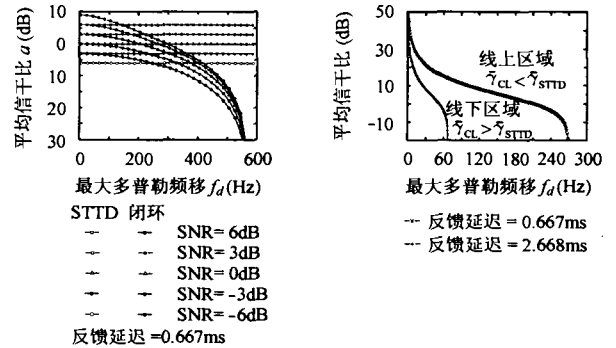 平均信干比 a (dB)
10
5
0
5
10
15
20
25
30
0
200
400
600
最大多普勒频移 f_d (Hz)
STTD 闭环
SNR= 6dB
SNR= 3dB
SNR= 0dB
SNR= -3dB
SNR= -6dB
反馈延迟 =0.667ms
平均信干比 (dB)
50
30
10
-10
线上区域
γ̄_CL<γ̄_STTD
线下区域
γ̄_CL>γ̄_STTD
0
60
120
180
240
300
最大多普勒频移 f_d (Hz)
反馈延迟 = 0.667ms
反馈延迟 = 2.668ms